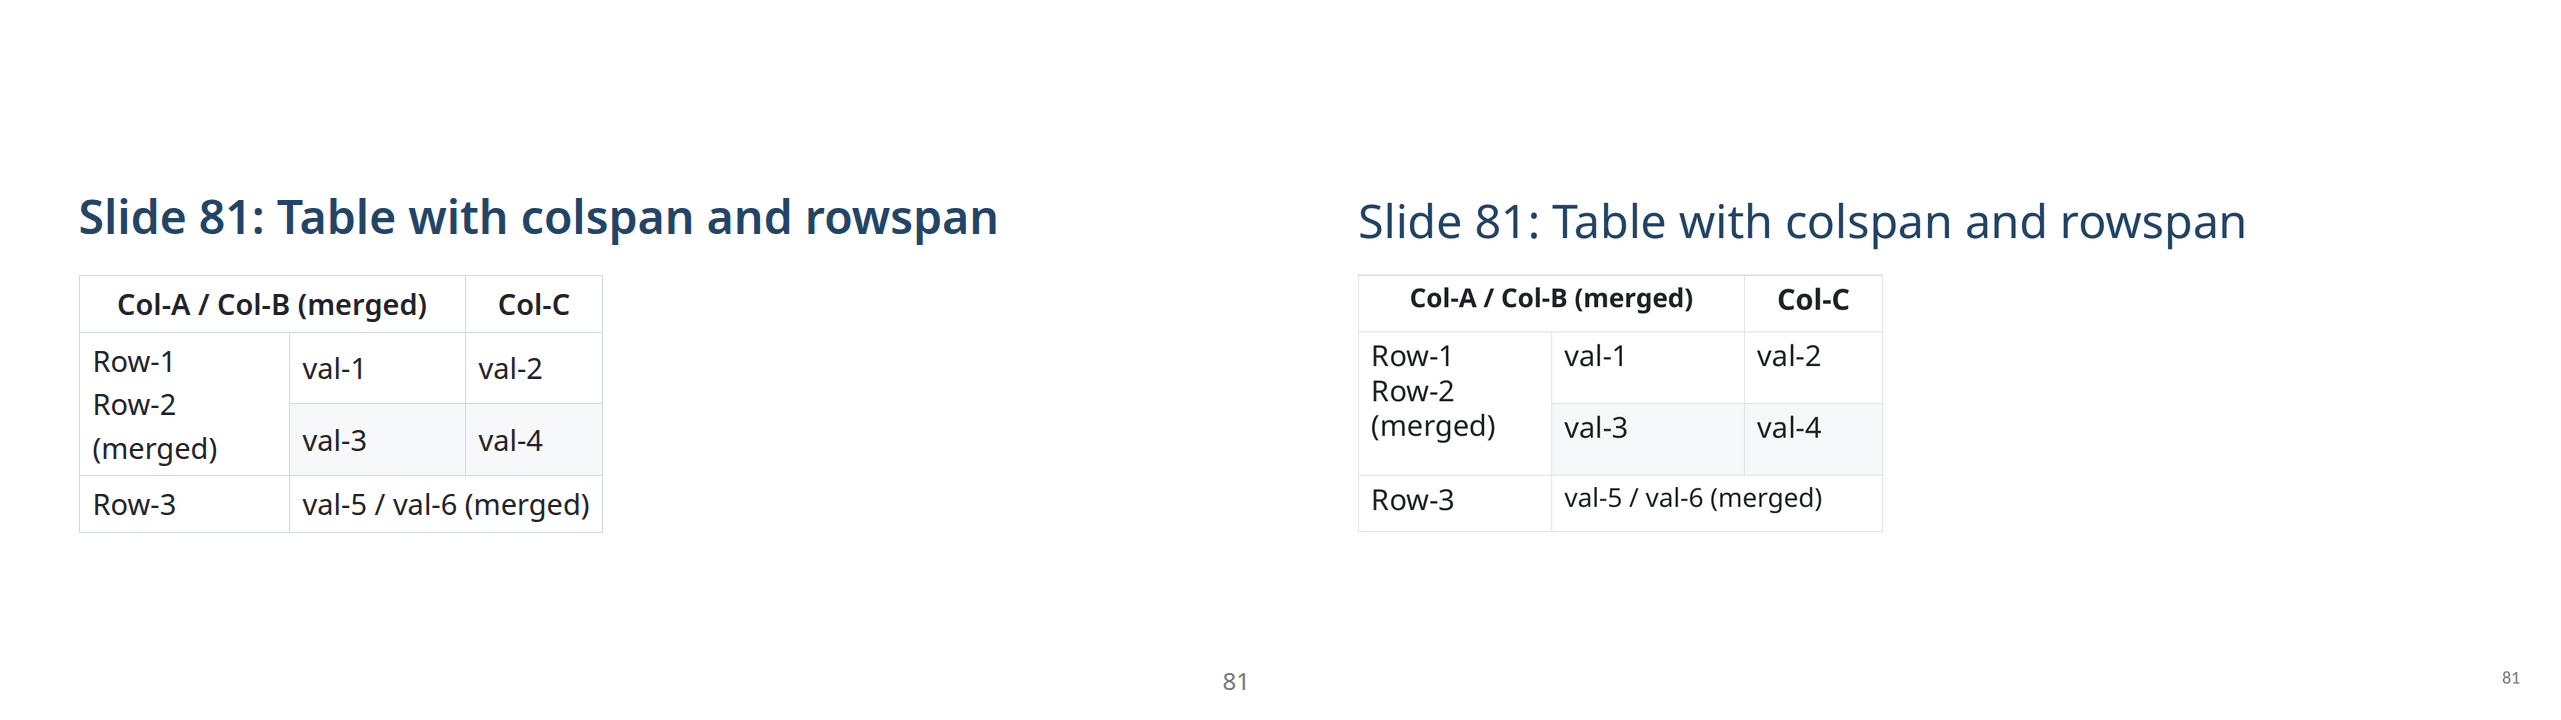 Slide 81: Table with colspan and rowspan
Col-A / Col-B (merged) Col-C
Row-1
Row-2
(merged)
val-1 val-2
val-3 val-4
Row-3 val-5 / val-6 (merged)
81
Slide 81: Table with colspan and rowspan
Col-A / Col-B (merged) Col-C
Row-1
Row-2
(merged)
val-1 val-2
val-3 val-4
Row-3 val-5 / val-6 (merged)
81